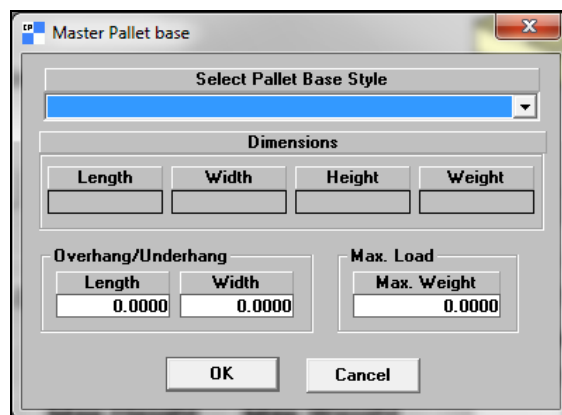 CP Master Pallet base
Select Pallet Base Style
Dimensions
Length Width Height Weight
Overhang/Underhang Max. Load
Length Width Max. Weight
0.0000 0.0000 0.0000
OK Cancel